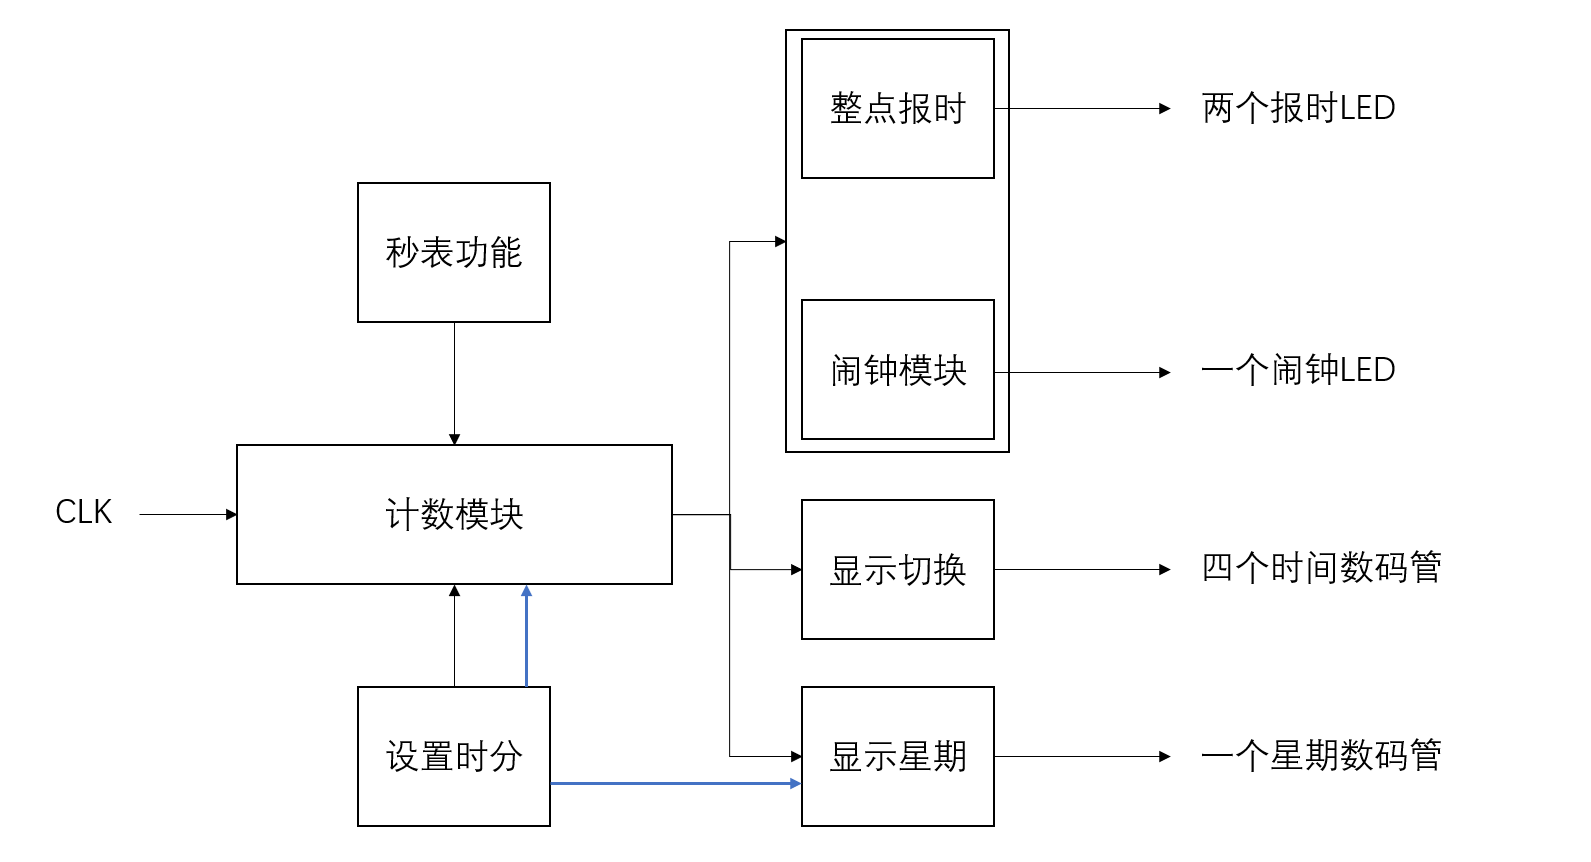 整点报时
两个报时LED
秒表功能
闹钟模块
一个闹钟LED
CLK
计数模块
显示切换
四个时间数码管
设置时分
显示星期
一个星期数码管